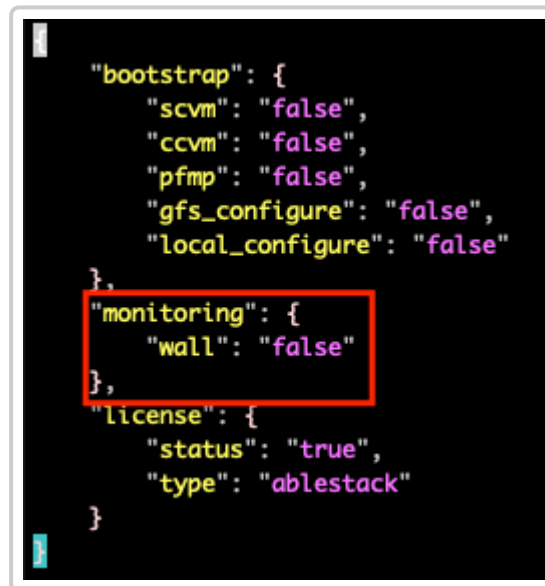 {
    "bootstrap": {
        "scvm": "false",
        "ccvm": "false",
        "pfmp": "false",
        "gfs_configure": "false",
        "local_configure": "false"
    },
    "monitoring": {
        "wall": "false"
    },
    "license": {
        "status": "true",
        "type": "ablestack"
    }
}